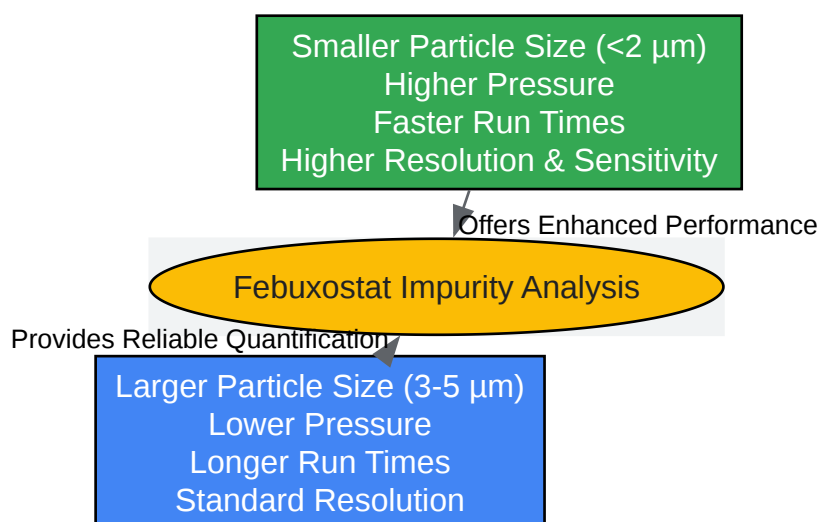 Smaller Particle Size (<2 µm)
Higher Pressure
Faster Run Times
Higher Resolution & Sensitivity
Offers Enhanced Performance
Febuxostat Impurity Analysis
Provides Reliable Quantification
Larger Particle Size (3-5 µm)
Lower Pressure
Longer Run Times
Standard Resolution